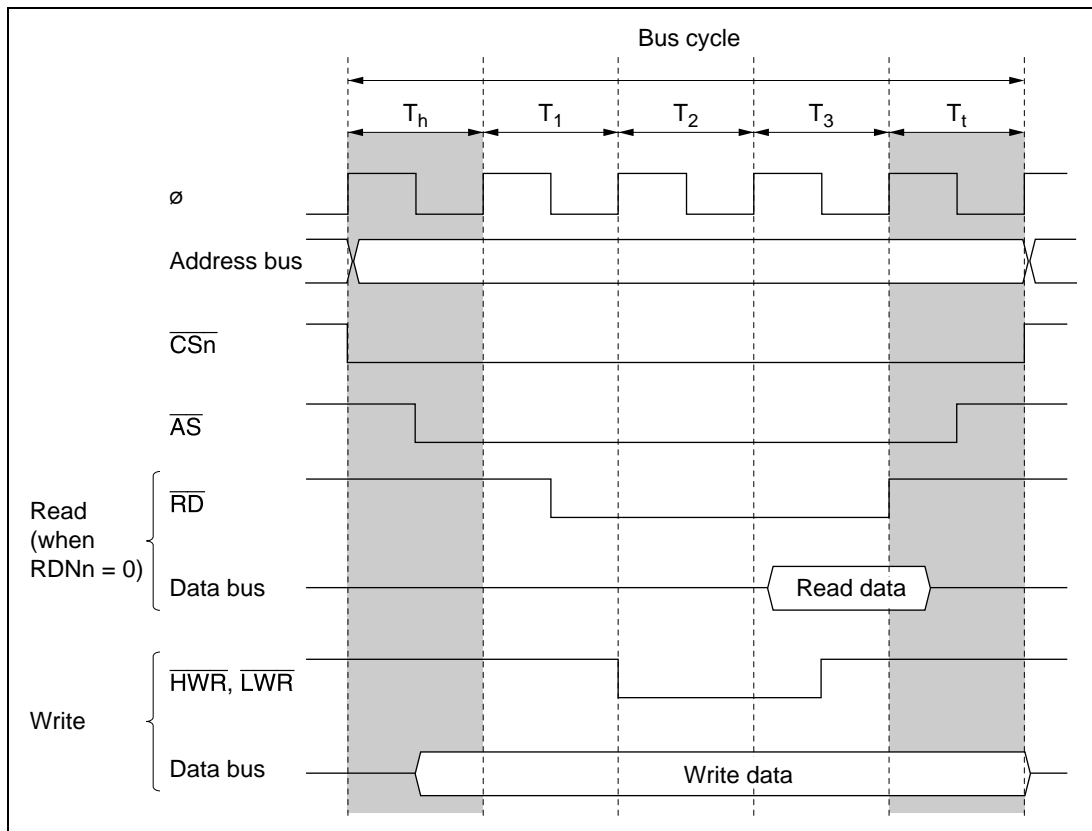 Bus cycle
Th T1 T2 T3 Tt
ø
Address bus
CSn
AS
RD
Read
(when
RDNn = 0)
Data bus
Read data
HWR, LWR
Write
Data bus
Write data